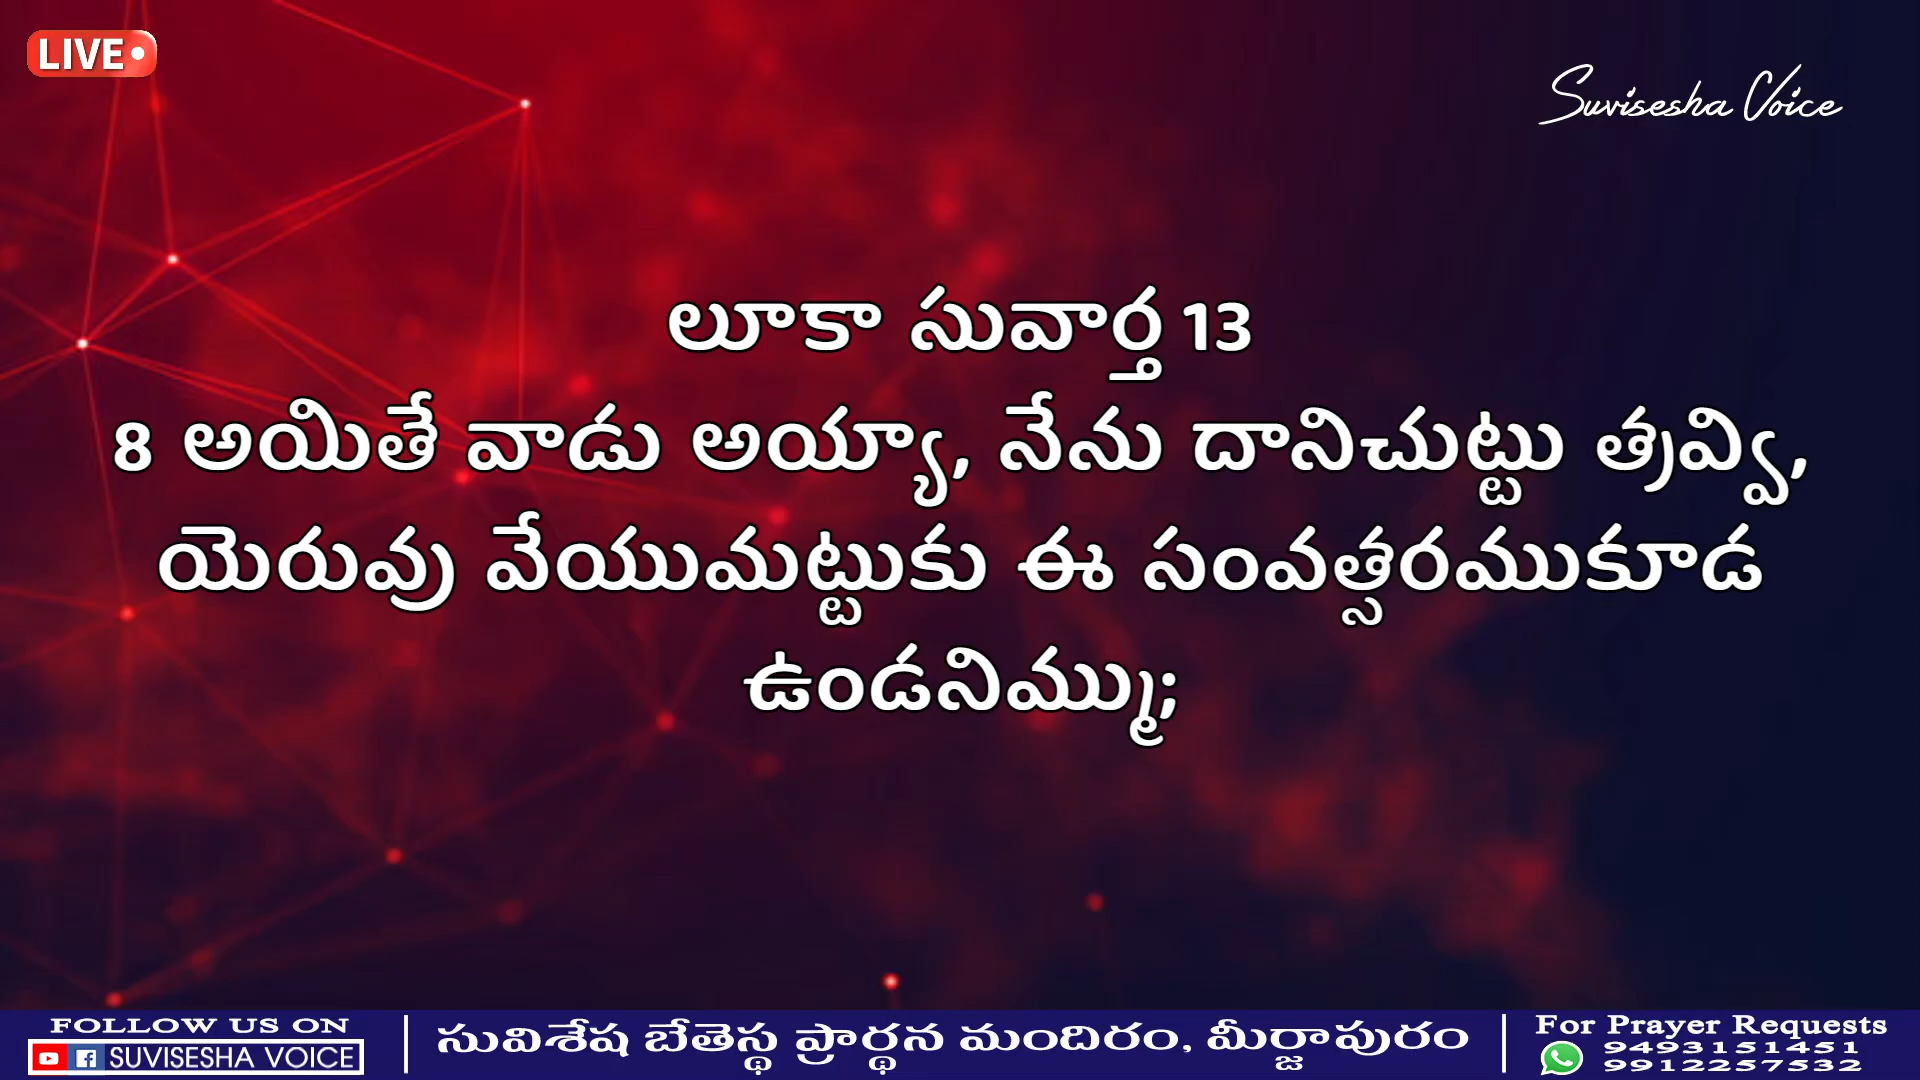 LIVE
Suvisesha Voice
లూకా సువార్త 13
8 అయితే వాడు అయ్యా, నేను దానిచుట్టు త్రవ్వి,
యెరువు వేయుమట్టుకు ఈ సంవత్సరముకూడ
ఉండనిమ్ము;
FOLLOW US ON
SUVISESHA VOICE
సువిశేష బేతెస్థ ప్రార్థన మందిరం, మీర్జాపురం
For Prayer Requests
9493151451
9912257532